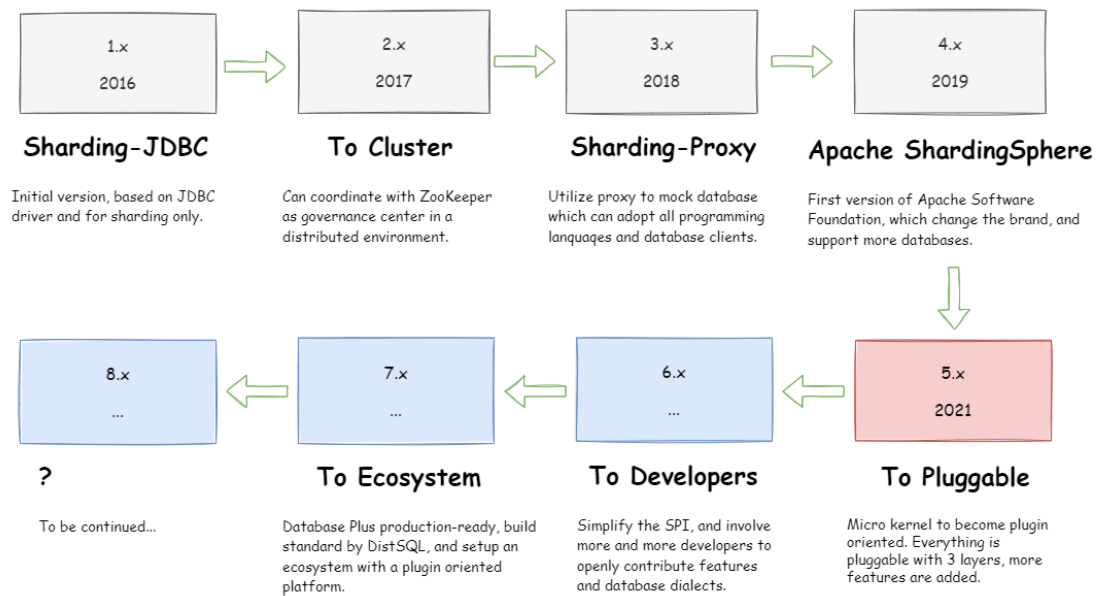 1.x
2016
Sharding-JDBC
Initial version, based on JDBC
driver and for sharding only.
2.x
2017
To Cluster
Can coordinate with ZooKeeper
as governance center in a
distributed environment.
3.x
2018
Sharding-Proxy
Utilize proxy to mock database
which can adopt all programming
languages and database clients.
4.x
2019
Apache ShardingSphere
First version of Apache Software
Foundation, which change the brand, and
support more databases.
5.x
2021
To Pluggable
Micro kernel to become plugin
oriented. Everything is
pluggable with 3 layers, more
features are added.
6.x
...
To Developers
Simplify the SPI, and involve
more and more developers to
openly contribute features
and database dialects.
7.x
...
To Ecosystem
Database Plus production-ready, build
standard by DistSQL, and setup an
ecosystem with a plugin oriented
platform.
8.x
...
?
To be continued...